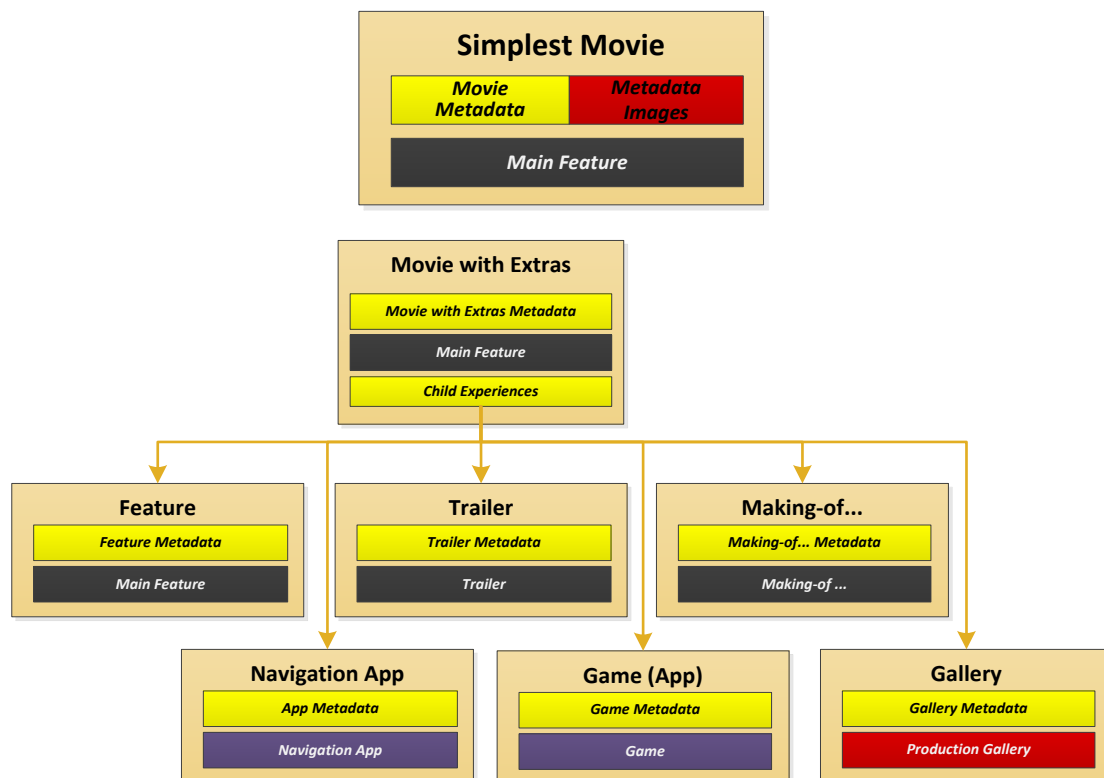 Simplest Movie
Movie
Metadata
Metadata
Images
Main Feature
Movie with Extras
Movie with Extras Metadata
Main Feature
Child Experiences
Feature
Feature Metadata
Main Feature
Trailer
Trailer Metadata
Trailer
Making-of...
Making-of... Metadata
Making-of ...
Navigation App
App Metadata
Navigation App
Game (App)
Game Metadata
Game
Gallery
Gallery Metadata
Production Gallery